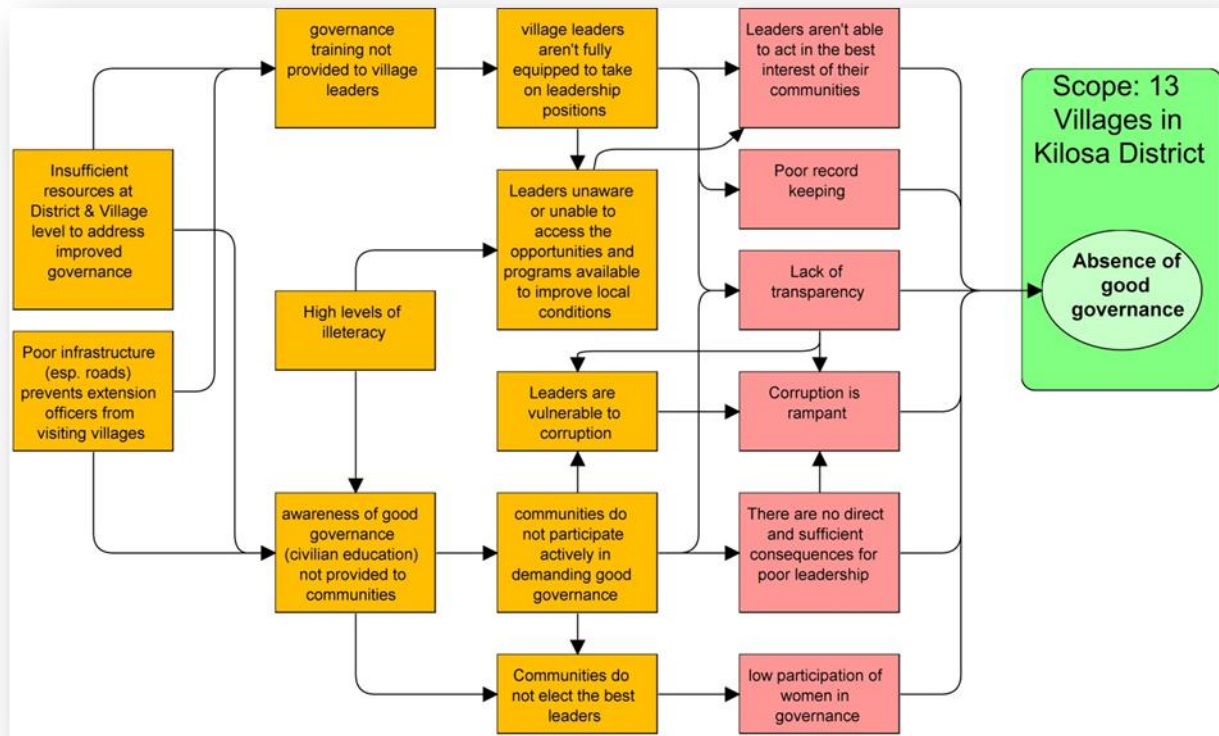 governance
training not
provided to village
leaders
village leaders
aren't fully
equipped to take
on leadership
positions
Leaders aren't able
to act in the best
interest of their
communities
Scope: 13
Villages in
Kilosa District
Absence of
good
governance
Insufficient
resources at
District & Village
level to address
improved
governance
Leaders unaware
or unable to
access the
opportunities and
programs available
to improve local
conditions
Poor record
keeping
High levels of
illeteracy
Lack of
transparency
Poor infrastructure
(esp. roads)
prevents extension
officers from
visiting villages
Leaders are
vulnerable to
corruption
Corruption is
rampant
awareness of good
governance
(civilian education)
not provided to
communities
communities do
not participate
actively in
demanding good
governance
There are no direct
and sufficient
consequences for
poor leadership
Communities do
not elect the best
leaders
low participation of
women in
governance